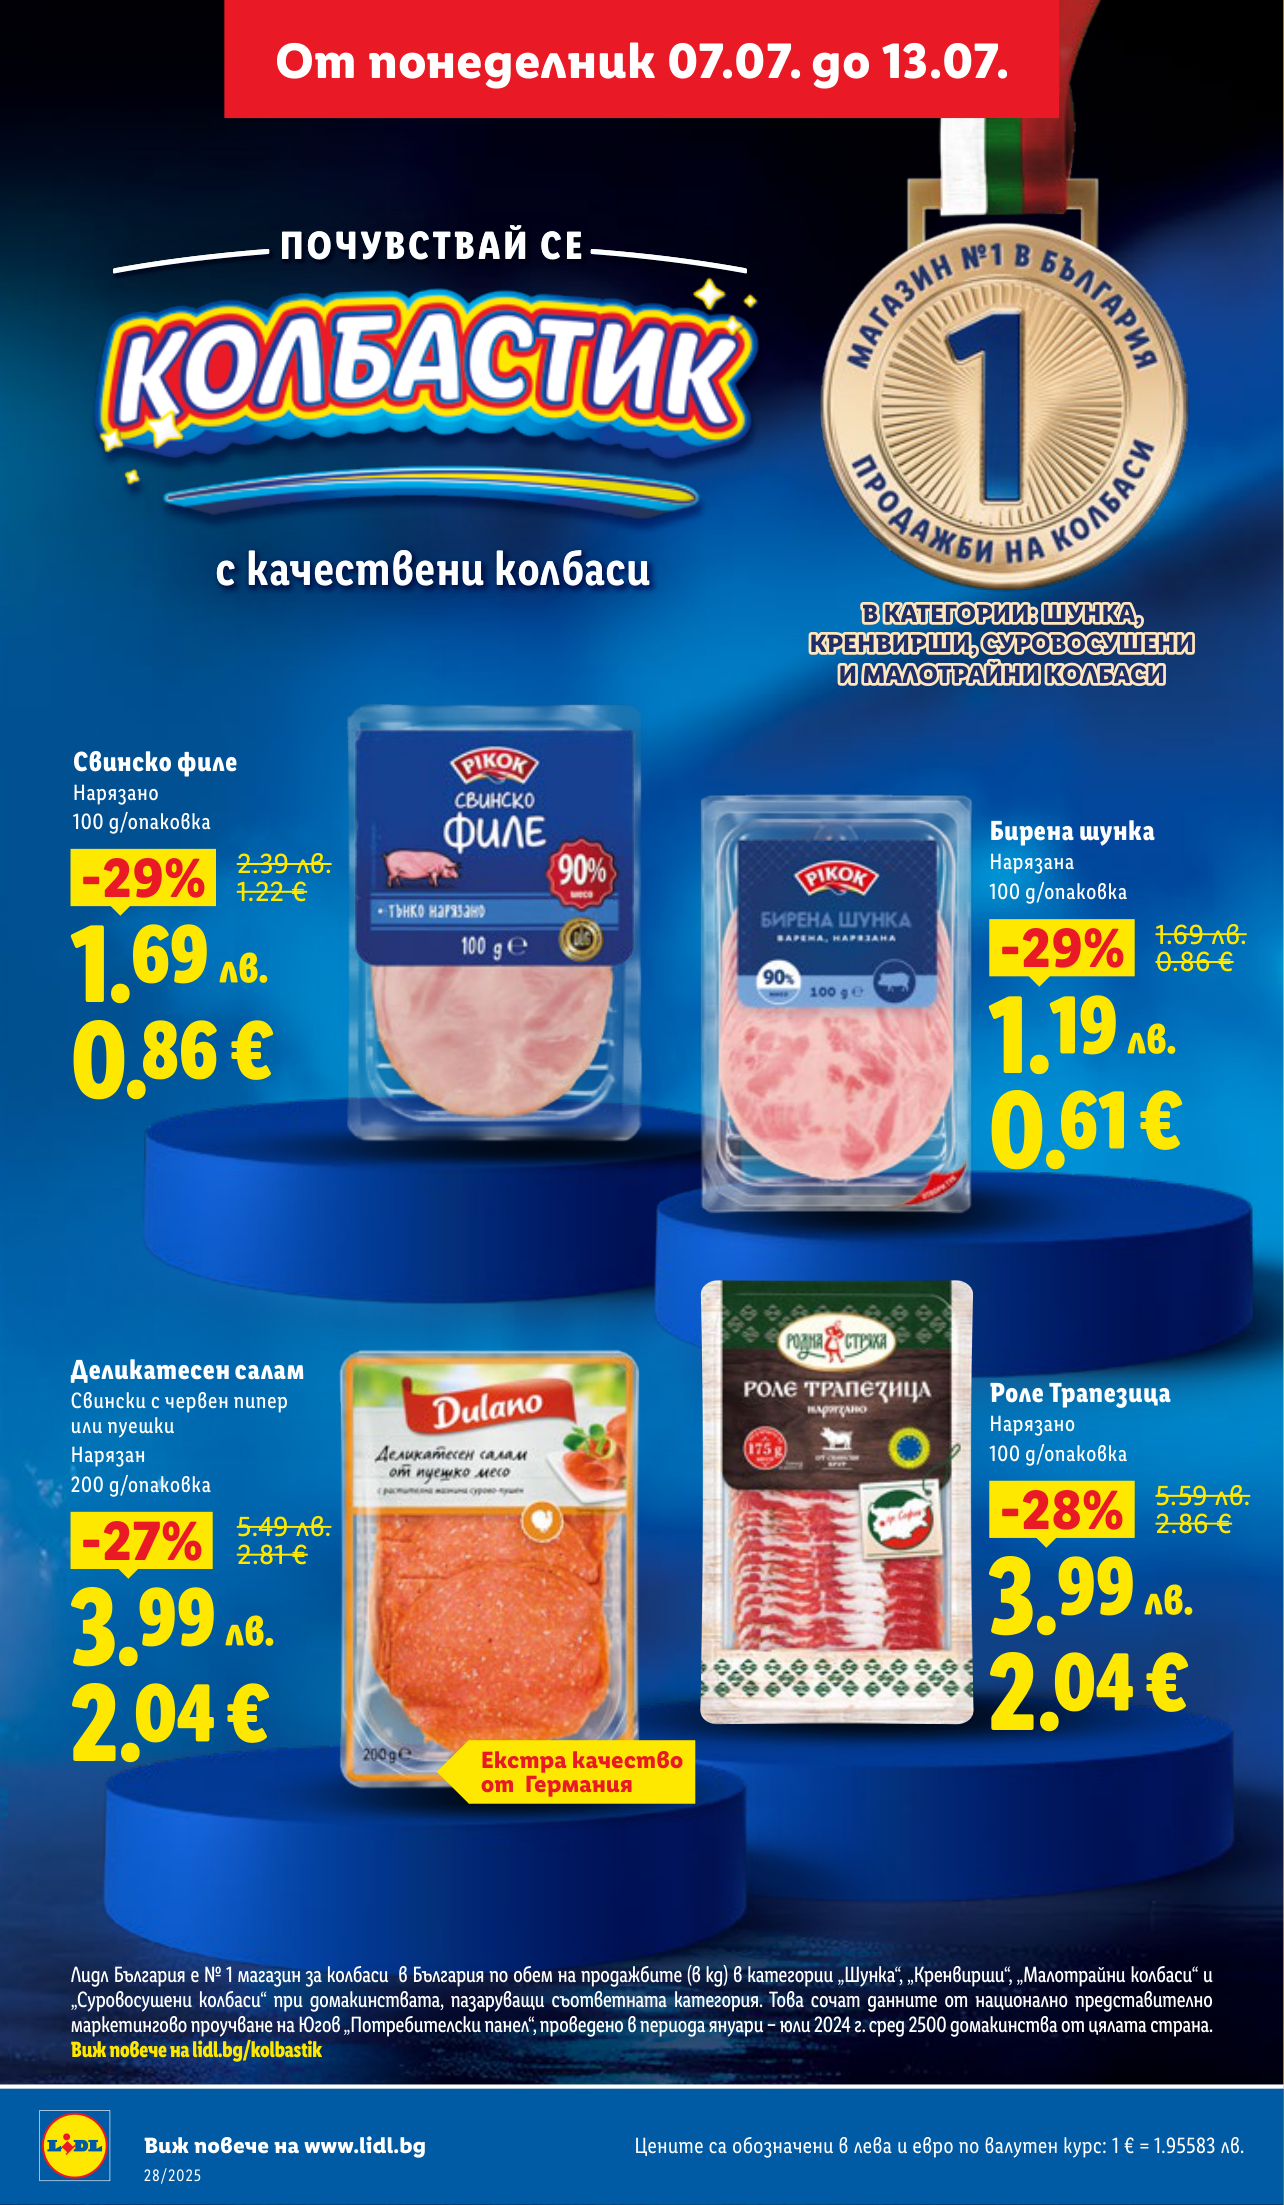 От понеделник 07.07. до 13.07.
ПОЧУВСТВАЙ СЕ
КОЛБАСТИК
с качествени колбаси
МАГАЗИН №1 В БЪЛГАРИЯ
1
ПРОДАЖБИ НА КОЛБАСИ
В КАТЕГОРИИ: ШУНКА,
КРЕНВИРШИ, СУРОВОСУШЕНИ
И МАЛОТРАЙНИ КОЛБАСИ
Свинско филе
Нарязано
100 g/опаковка
-29%
2.39 лв.
1.22 €
1.69 лв.
0.86 €
PIKOK
СВИНСКО
ФИЛЕ
90%
месо
• ТЪНКО НАРЯЗАНО
100 g e
Бирена шунка
Нарязана
100 g/опаковка
-29%
1.69 лв.
0.86 €
1.19 лв.
0.61 €
PIKOK
БИРЕНА ШУНКА
ВАРЕНА, НАРЯЗАНА
90%
месо
100 g e
ОТВОРИ ТУК
Деликатесен салам
Свински с червен пипер
или пуешки
Нарязан
200 g/опаковка
-27%
5.49 лв.
2.81 €
3.99 лв.
2.04 €
Dulano
Деликатесен салам
от пуешко месо
с растителна мазнина сурово-пушен
200 g e
Екстра качество
от Германия
Роле Трапезица
Нарязано
100 g/опаковка
-28%
5.59 лв.
2.86 €
3.99 лв.
2.04 €
РОДНА СТРЯХА
РОЛЕ ТРАПЕЗИЦА
НАРЯЗАНО
175 g
Лидл България е № 1 магазин за колбаси в България по обем на продажбите (в kg) в категории „Шунка“, „Кренвирши“, „Малотрайни колбаси“ и
„Суровосушени колбаси“ при домакинствата, пазаруващи съответната категория. Това сочат данните от национално представително
маркетингово проучване на Югов „Потребителски панел“, проведено в периода януари – юли 2024 г. сред 2500 домакинства от цялата страна.
Виж повече на lidl.bg/kolbastik
LIDL
Виж повече на www.lidl.bg
28/2025
Цените са обозначени в лева и евро по валутен курс: 1 € = 1.95583 лв.